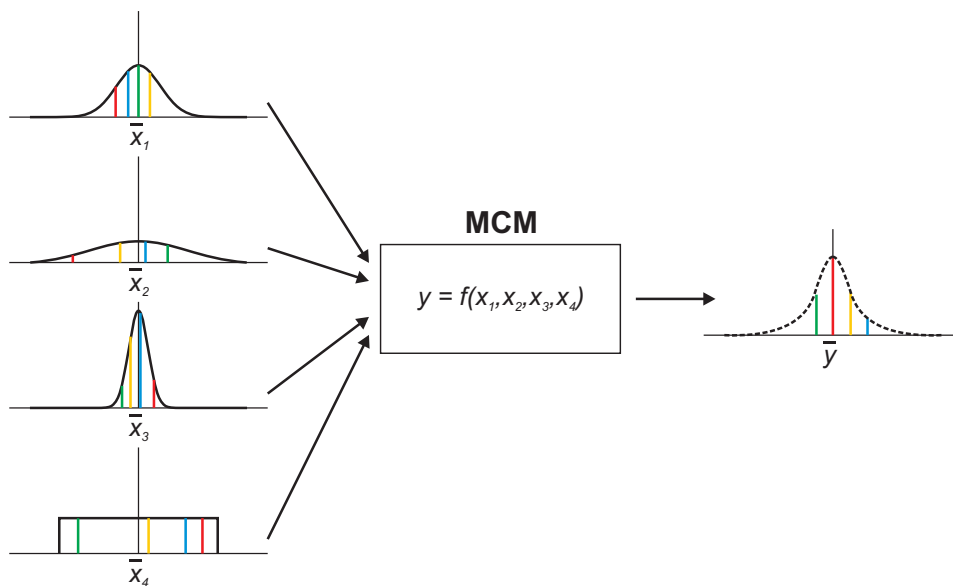 x̅₁
x̅₂
x̅₃
x̅₄
MCM
y = f(x₁,x₂,x₃,x₄)
y̅